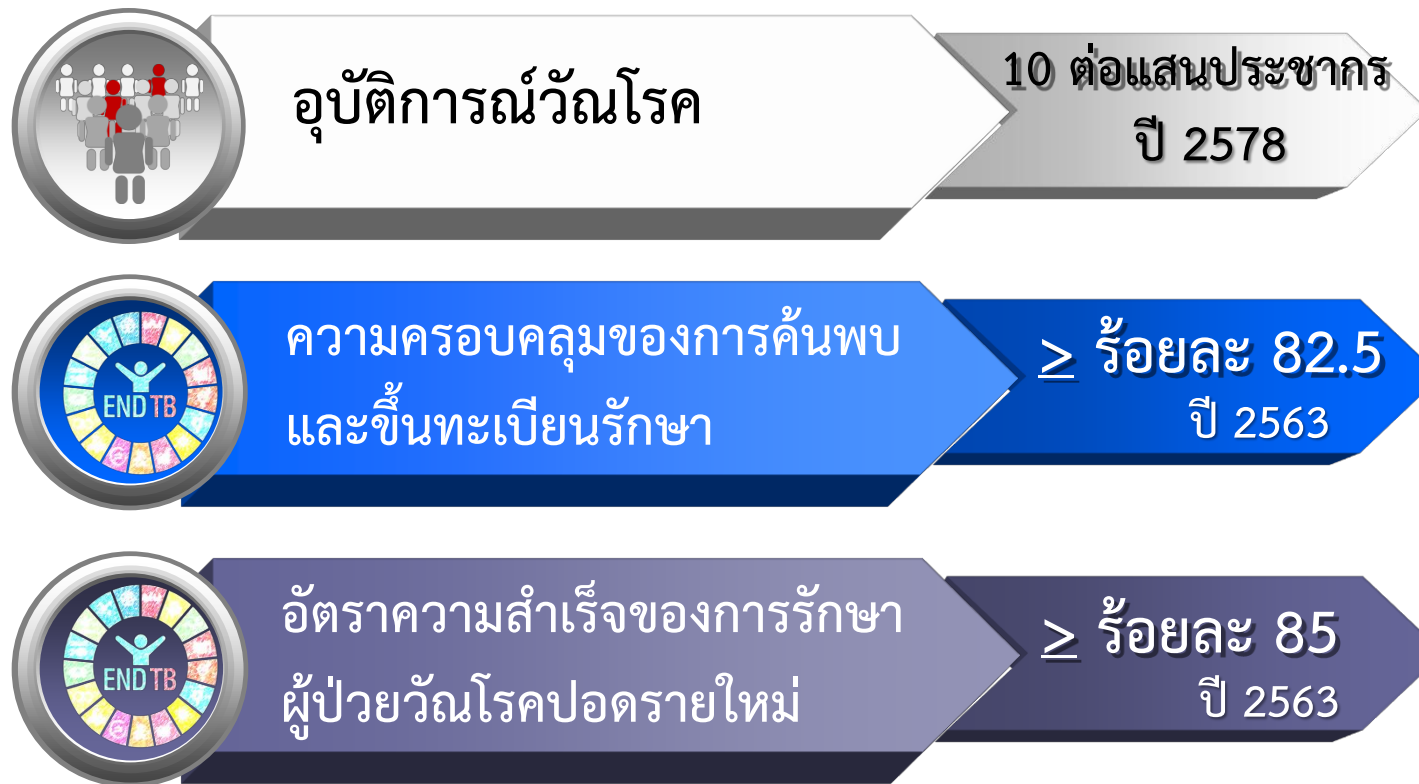 อุบัติการณ์วัณโรค
10 ต่อแสนประชากร
ปี 2578
END TB
ความครอบคลุมของการค้นพบ
และขึ้นทะเบียนรักษา
≥ ร้อยละ 82.5
ปี 2563
END TB
อัตราความสำเร็จของการรักษา
ผู้ป่วยวัณโรคปอดรายใหม่
≥ ร้อยละ 85
ปี 2563